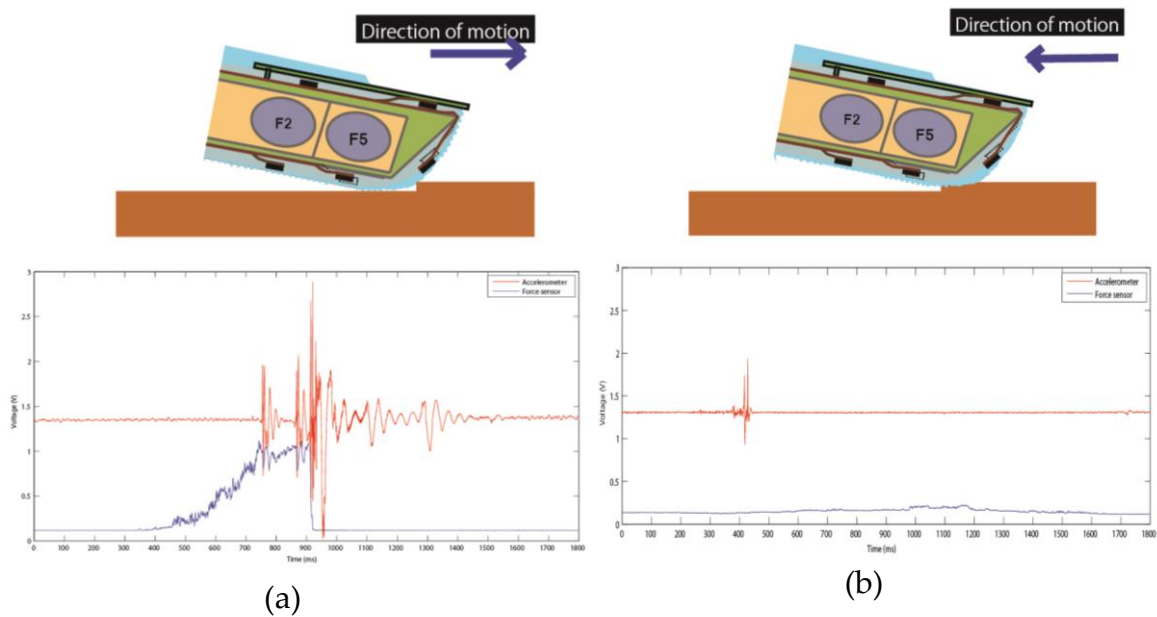 Direction of motion
F2
F5
Direction of motion
F2
F5
3
2.5
2
1.5
1
0.5
0
Voltage (V)
Accelerometer
Force sensor
0 100 200 300 400 500 600 700 800 900 1000 1100 1200 1300 1400 1500 1600 1700 1800
Time (ms)
(a)
3
2.5
2
1.5
1
0.5
0
Voltage (V)
Accelerometer
Force sensor
0 100 200 300 400 500 600 700 800 900 1000 1100 1200 1300 1400 1500 1600 1700 1800
Time (ms)
(b)